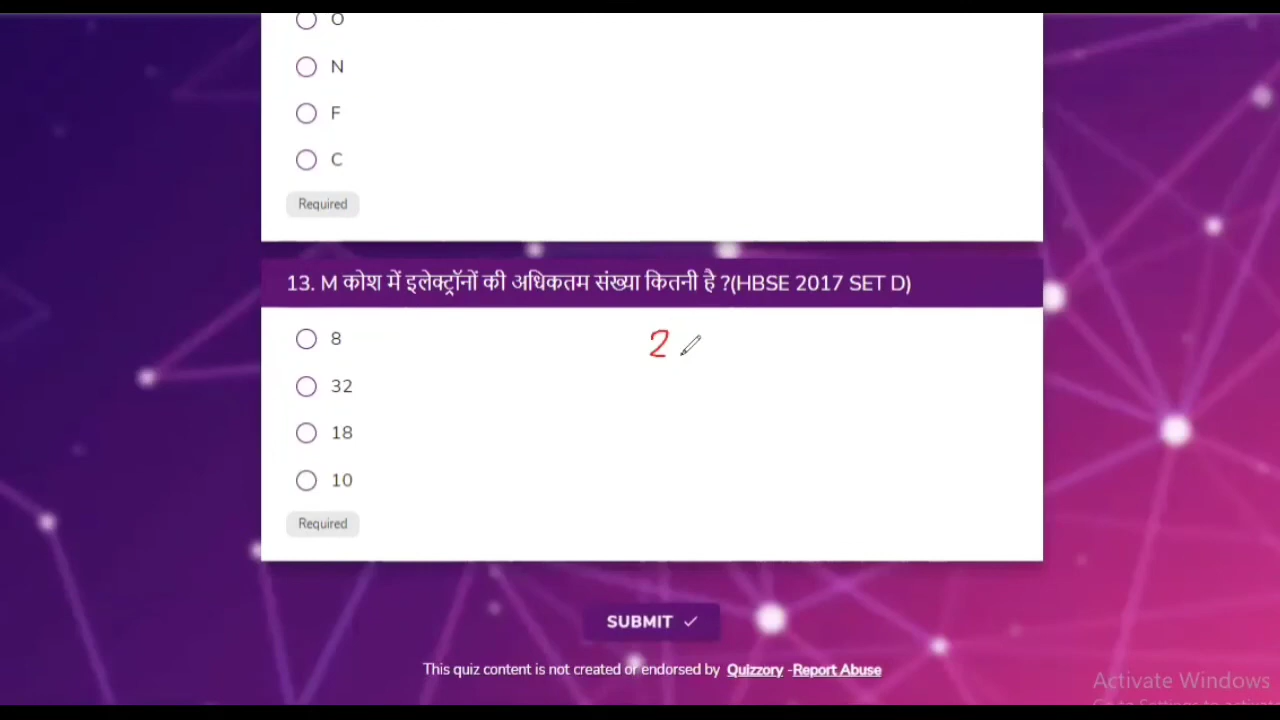 O
N
F
C
Required
13. M कोश में इलेक्ट्रॉनों की अधिकतम संख्या कितनी है ?(HBSE 2017 SET D)
8
2
32
18
10
Required
SUBMIT ✓
This quiz content is not created or endorsed by Quizzory -Report Abuse
Activate Windows